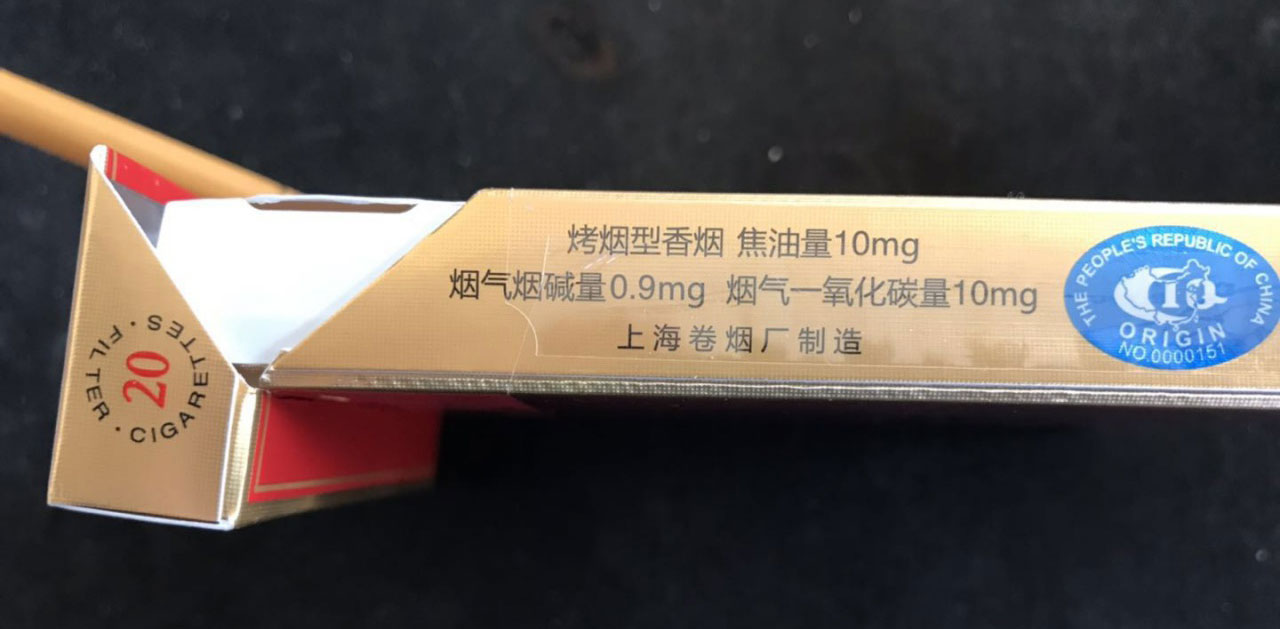 烤烟型香烟 焦油量10mg
烟气烟碱量0.9mg 烟气一氧化碳量10mg
上海卷烟厂制造
THE PEOPLE'S REPUBLIC OF CHINA
ORIGIN
NO.0000151
20
FILTER · CIGARETTES ·